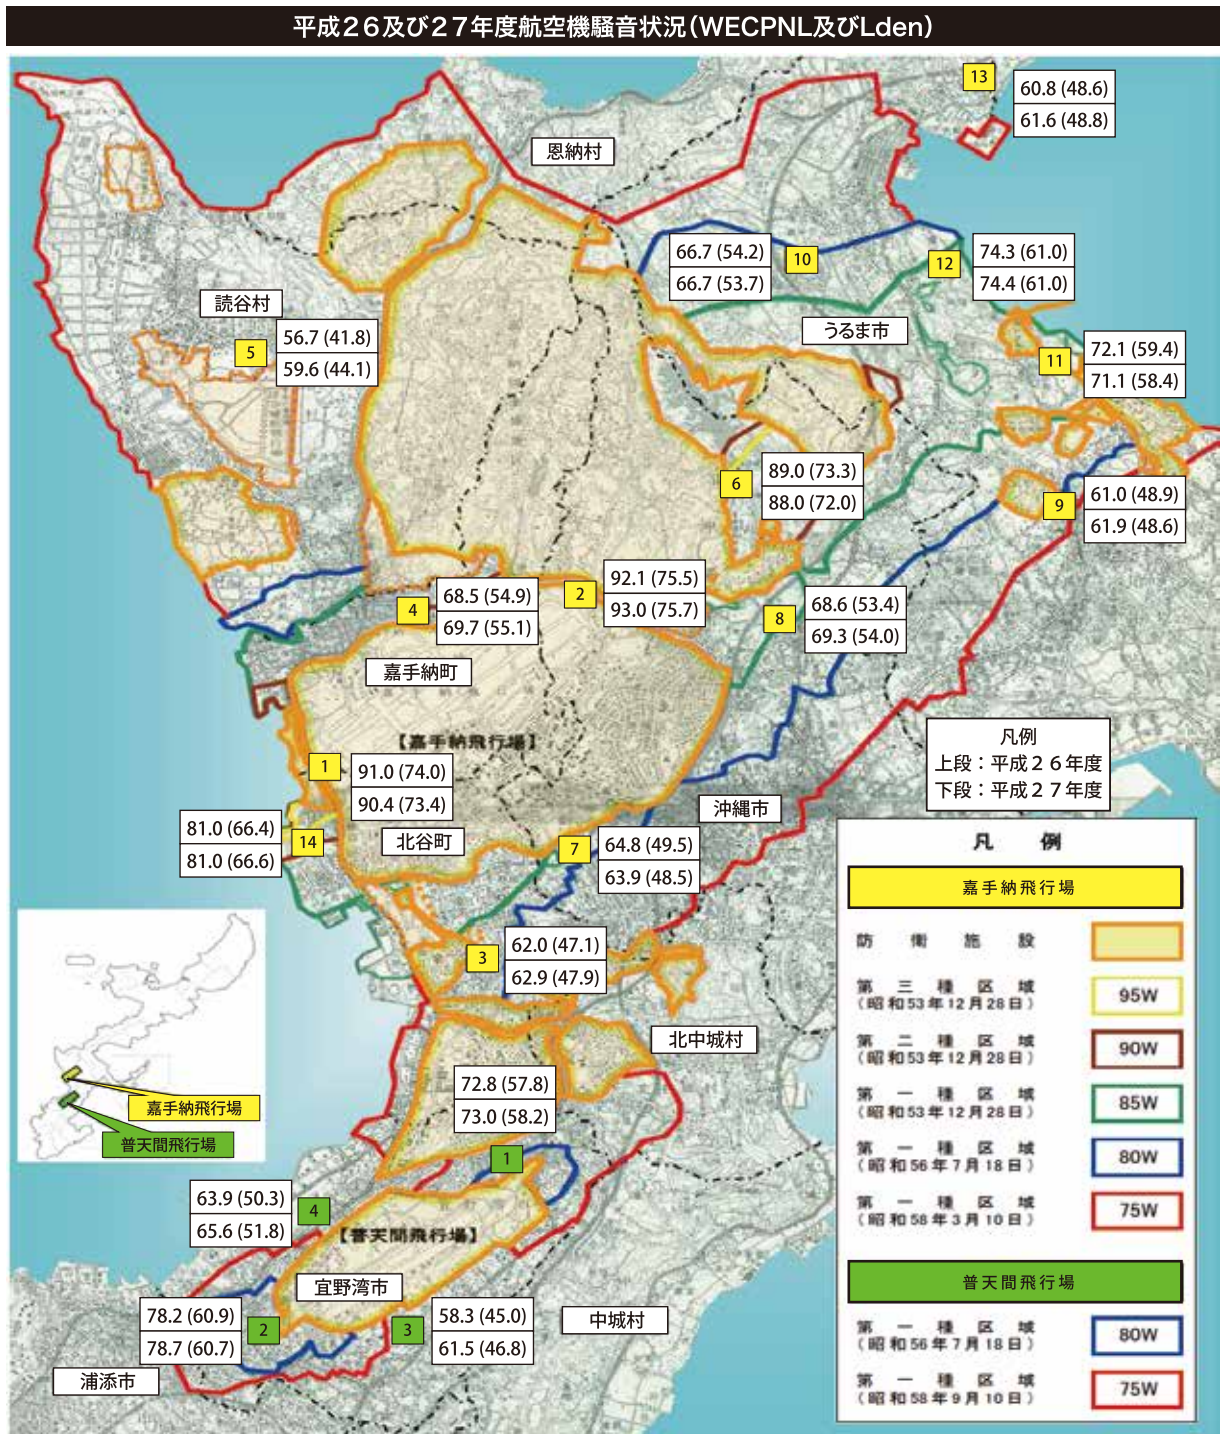 平成２６及び２７年度航空機騒音状況（WECPNL及びLden）
13
60.8 (48.6)
61.6 (48.8)
恩納村
66.7 (54.2)
66.7 (53.7)
10
12
74.3 (61.0)
74.4 (61.0)
読谷村
5
56.7 (41.8)
59.6 (44.1)
うるま市
11
72.1 (59.4)
71.1 (58.4)
6
89.0 (73.3)
88.0 (72.0)
9
61.0 (48.9)
61.9 (48.6)
4
68.5 (54.9)
69.7 (55.1)
2
92.1 (75.5)
93.0 (75.7)
8
68.6 (53.4)
69.3 (54.0)
嘉手納町
【嘉手納飛行場】
1
91.0 (74.0)
90.4 (73.4)
凡例
上段：平成２６年度
下段：平成２７年度
沖縄市
81.0 (66.4)
81.0 (66.6)
14
北谷町
7
64.8 (49.5)
63.9 (48.5)
3
62.0 (47.1)
62.9 (47.9)
北中城村
72.8 (57.8)
73.0 (58.2)
1
嘉手納飛行場
普天間飛行場
63.9 (50.3)
65.6 (51.8)
4
【普天間飛行場】
宜野湾市
78.2 (60.9)
78.7 (60.7)
2
3
58.3 (45.0)
61.5 (46.8)
中城村
浦添市
凡例
嘉手納飛行場
防衛施設
第三種区域
（昭和53年12月28日）
95W
第二種区域
（昭和53年12月28日）
90W
第一種区域
（昭和53年12月28日）
85W
第一種区域
（昭和56年7月18日）
80W
第一種区域
（昭和58年3月10日）
75W
普天間飛行場
第一種区域
（昭和56年7月18日）
80W
第一種区域
（昭和58年9月10日）
75W